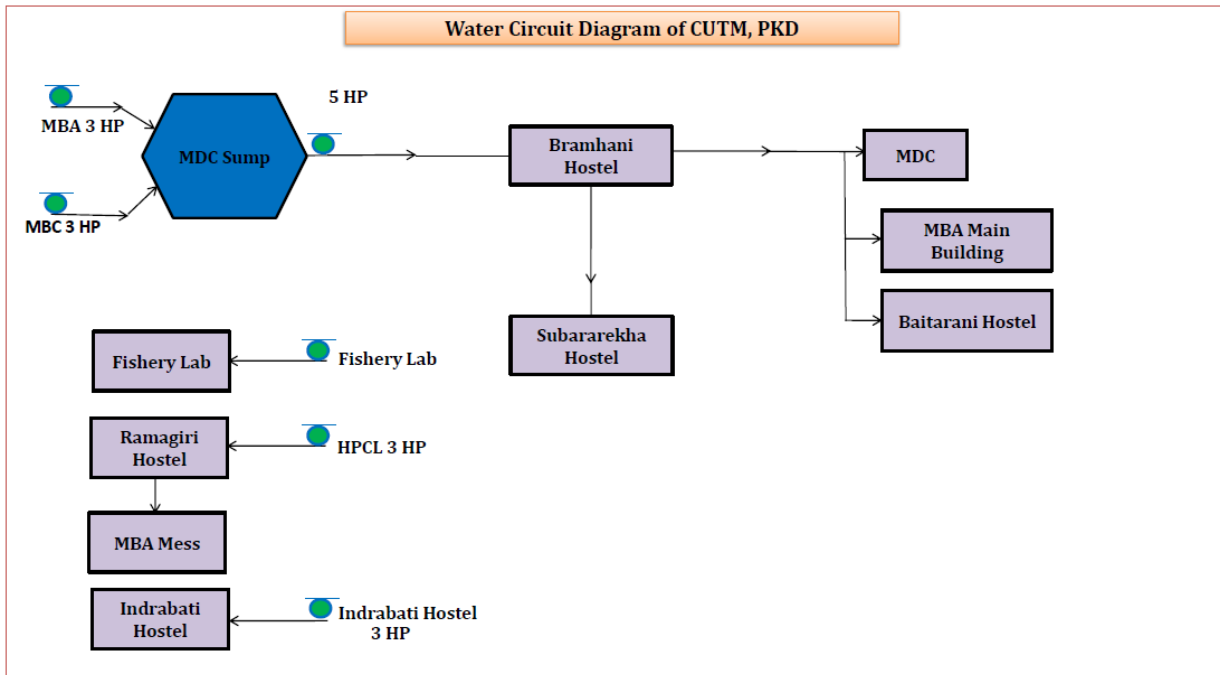 Water Circuit Diagram of CUTM, PKD
5 HP
MBA 3 HP
MDC Sump
MBC 3 HP
Bramhani
Hostel
MDC
MBA Main
Building
Baitarani Hostel
Subararekha
Hostel
Fishery Lab
Fishery Lab
Ramagiri
Hostel
HPCL 3 HP
MBA Mess
Indrabati
Hostel
Indrabati Hostel
3 HP